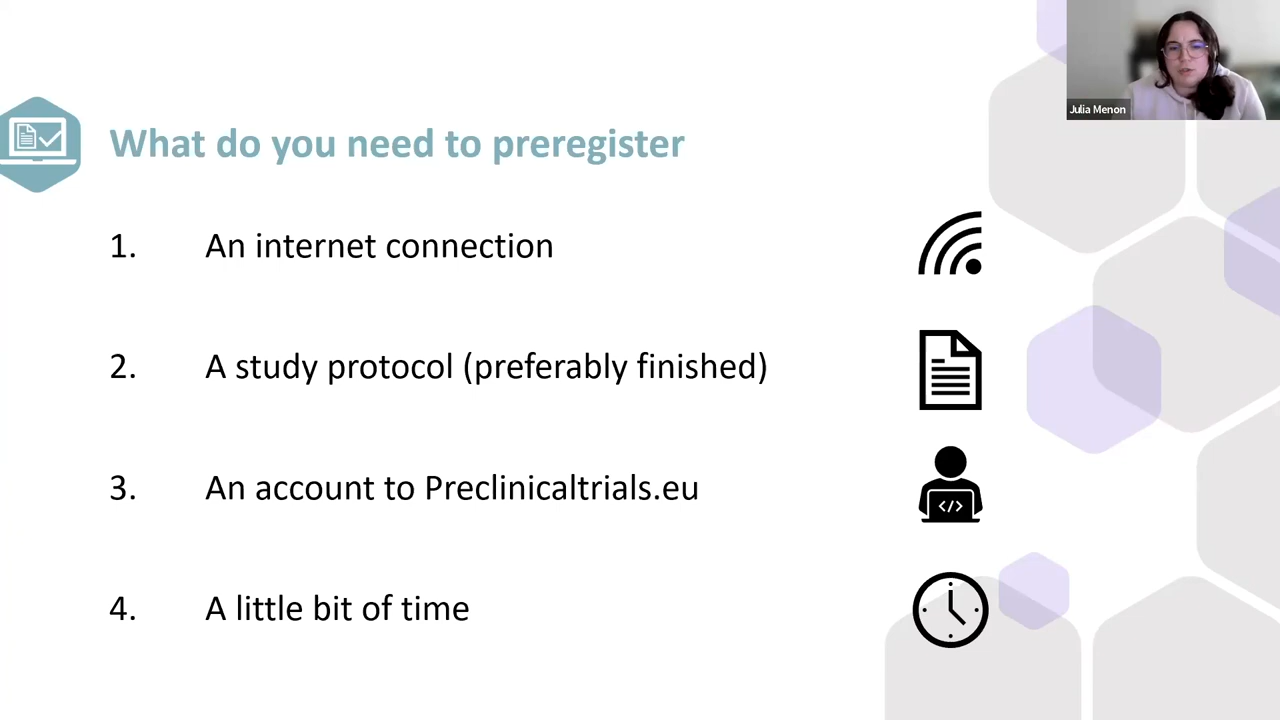 Julia Menon
What do you need to preregister
1. An internet connection
2. A study protocol (preferably finished)
3. An account to Preclinicaltrials.eu
</>
4. A little bit of time